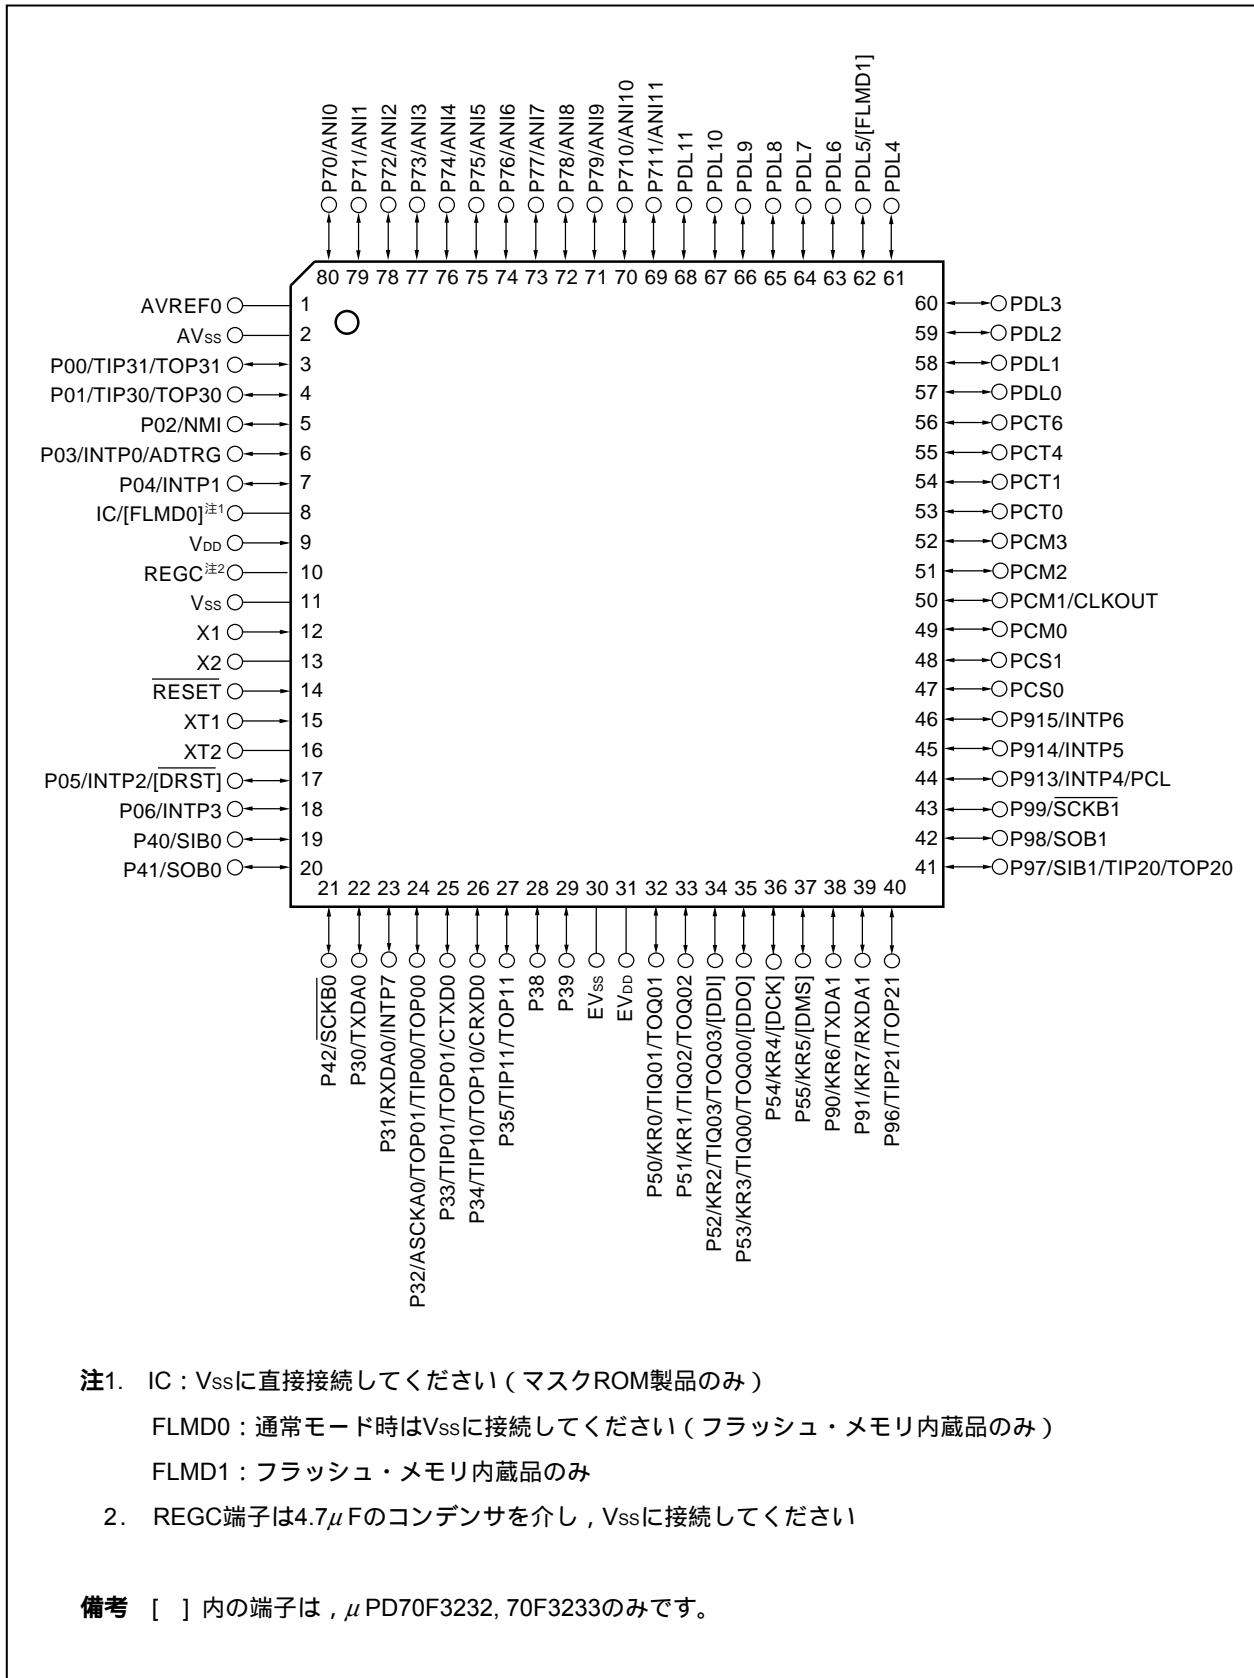 P70/ANI0
P71/ANI1
P72/ANI2
P73/ANI3
P74/ANI4
P75/ANI5
P76/ANI6
P77/ANI7
P78/ANI8
P79/ANI9
P710/ANI10
P711/ANI11
PDL11
PDL10
PDL9
PDL8
PDL7
PDL6
PDL5/[FLMD1]
PDL4
80 79 78 77 76 75 74 73 72 71 70 69 68 67 66 65 64 63 62 61
AVREF0 1
AVSS 2
P00/TIP31/TOP31 3
P01/TIP30/TOP30 4
P02/NMI 5
P03/INTP0/ADTRG 6
P04/INTP1 7
IC/[FLMD0]注1 8
VDD 9
REGC注2 10
VSS 11
X1 12
X2 13
RESET 14
XT1 15
XT2 16
P05/INTP2/[DRST] 17
P06/INTP3 18
P40/SIB0 19
P41/SOB0 20
60 PDL3
59 PDL2
58 PDL1
57 PDL0
56 PCT6
55 PCT4
54 PCT1
53 PCT0
52 PCM3
51 PCM2
50 PCM1/CLKOUT
49 PCM0
48 PCS1
47 PCS0
46 P915/INTP6
45 P914/INTP5
44 P913/INTP4/PCL
43 P99/SCKB1
42 P98/SOB1
41 P97/SIB1/TIP20/TOP20
21 22 23 24 25 26 27 28 29 30 31 32 33 34 35 36 37 38 39 40
P42/SCKB0
P30/TXDA0
P31/RXDA0/INTP7
P32/ASCKA0/TOP01/TIP00/TOP00
P33/TIP01/TOP01/CTXD0
P34/TIP10/TOP10/CRXD0
P35/TIP11/TOP11
P38
P39
EVSS
EVDD
P50/KR0/TIQ01/TOQ01
P51/KR1/TIQ02/TOQ02
P52/KR2/TIQ03/TOQ03/[DDI]
P53/KR3/TIQ00/TOQ00/[DDO]
P54/KR4/[DCK]
P55/KR5/[DMS]
P90/KR6/TXDA1
P91/KR7/RXDA1
P96/TIP21/TOP21
注1. IC：VSSに直接接続してください（マスクROM製品のみ）
FLMD0：通常モード時はVSSに接続してください（フラッシュ・メモリ内蔵品のみ）
FLMD1：フラッシュ・メモリ内蔵品のみ
2. REGC端子は4.7μFのコンデンサを介し，VSSに接続してください
備考 [ ] 内の端子は，μPD70F3232, 70F3233のみです。